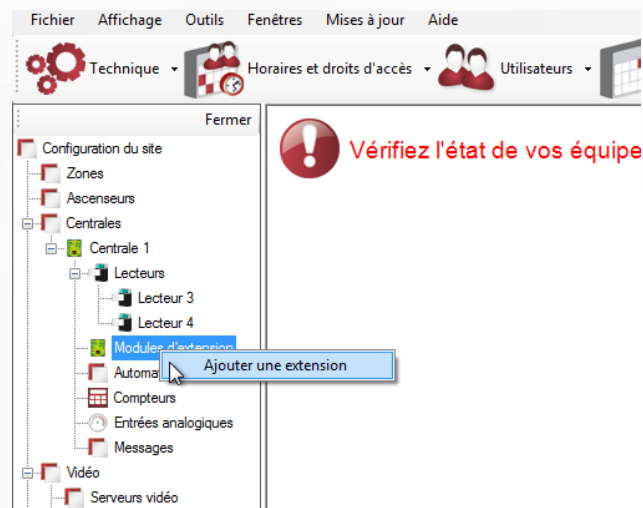 Fichier Affichage Outils Fenêtres Mises à jour Aide
Technique Horaires et droits d'accès Utilisateurs
Fermer
Configuration du site
Zones
Ascenseurs
Centrales
Centrale 1
Lecteurs
Lecteur 3
Lecteur 4
Modules d'extension
Ajouter une extension
Automa
Compteurs
Entrées analogiques
Messages
Vidéo
Serveurs vidéo
Vérifiez l'état de vos équipe